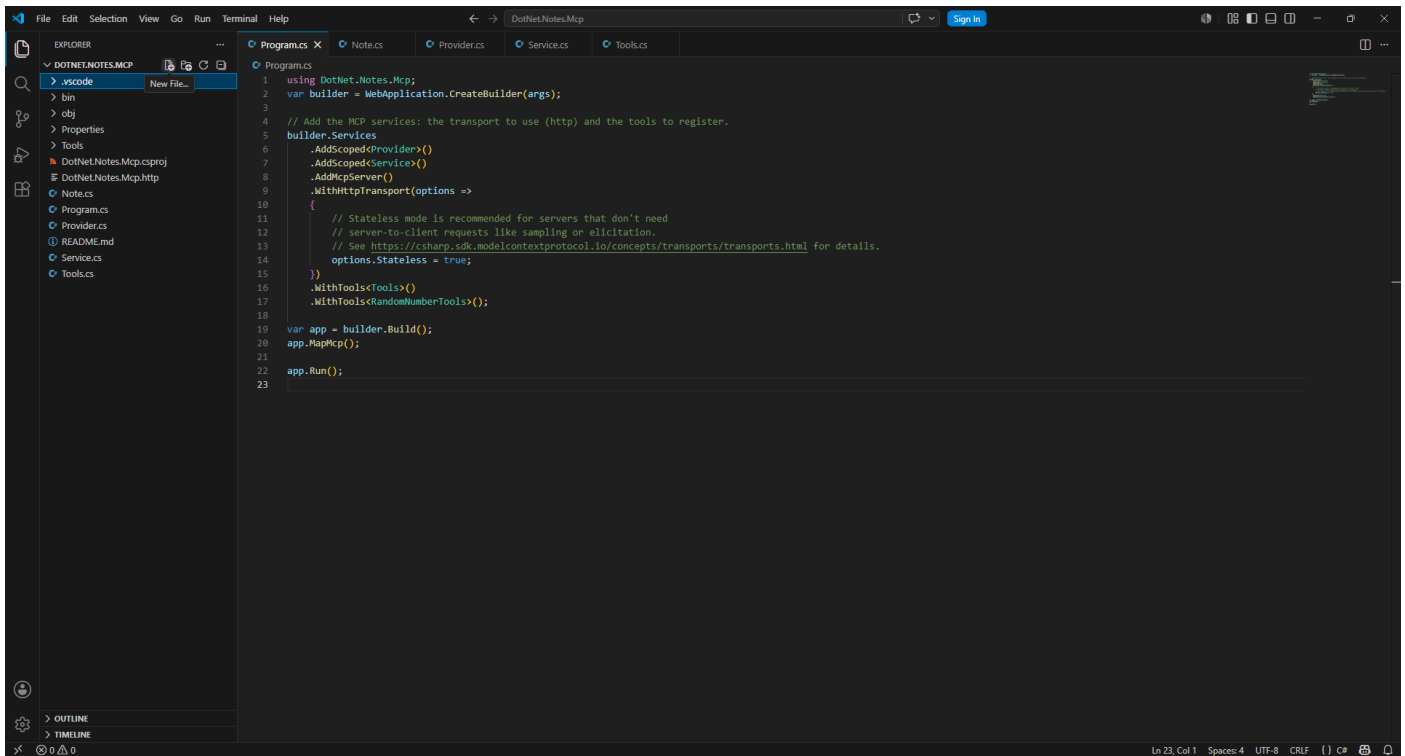 File Edit Selection View Go Run Terminal Help
DotNet.Notes.Mcp
Sign In
EXPLORER
DOTNET.NOTES.MCP
New File...
.vscode
bin
obj
Properties
Tools
DotNet.Notes.Mcp.csproj
DotNet.Notes.Mcp.http
Note.cs
Program.cs
Provider.cs
README.md
Service.cs
Tools.cs
OUTLINE
TIMELINE
Program.cs Note.cs Provider.cs Service.cs Tools.cs
Program.cs
1 using DotNet.Notes.Mcp;
2 var builder = WebApplication.CreateBuilder(args);
3
4 // Add the MCP services: the transport to use (http) and the tools to register.
5 builder.Services
6     .AddScoped<Provider>()
7     .AddScoped<Service>()
8     .AddMcpServer()
9     .WithHttpTransport(options =>
10     {
11         // Stateless mode is recommended for servers that don't need
12         // server-to-client requests like sampling or elicitation.
13         // See https://csharp.sdk.modelcontextprotocol.io/concepts/transports/transports.html for details.
14         options.Stateless = true;
15     })
16     .WithTools<Tools>()
17     .WithTools<RandomNumberTools>();
18
19 var app = builder.Build();
20 app.MapMcp();
21
22 app.Run();
23
0 0
Ln 23, Col 1 Spaces: 4 UTF-8 CRLF {} C#